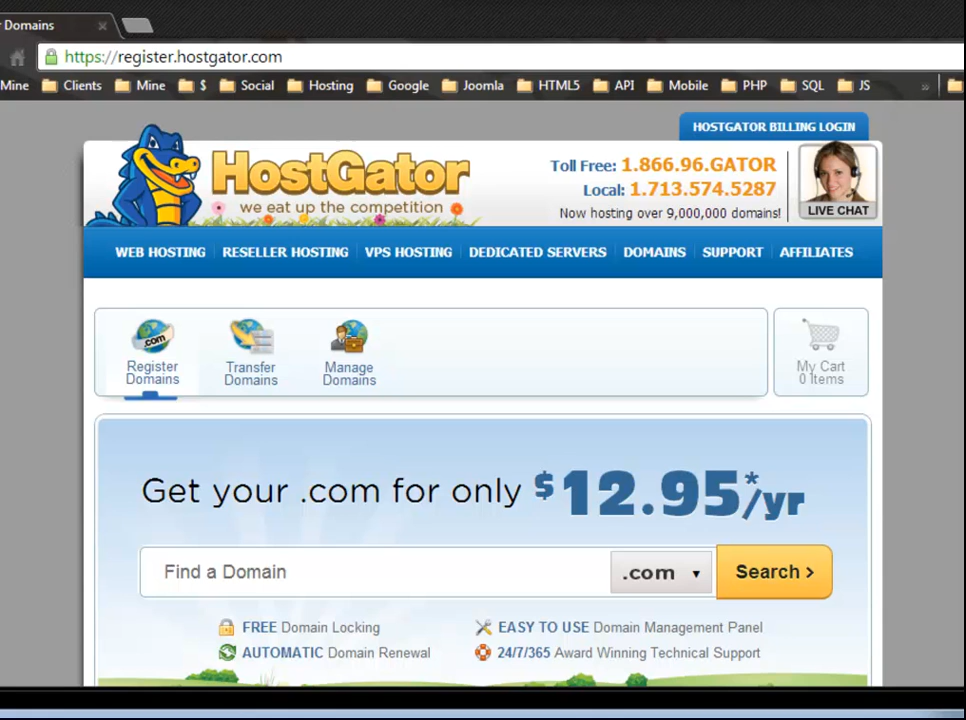 r Domains
https://register.hostgator.com
Mine Clients Mine $ Social Hosting Google Joomla HTML5 API Mobile PHP SQL JS »
HOSTGATOR BILLING LOGIN
HostGator
we eat up the competition
Toll Free: 1.866.96.GATOR
Local: 1.713.574.5287
Now hosting over 9,000,000 domains!
LIVE CHAT
WEB HOSTING RESELLER HOSTING VPS HOSTING DEDICATED SERVERS DOMAINS SUPPORT AFFILIATES
.com
Register
Domains
Transfer
Domains
Manage
Domains
My Cart
0 Items
Get your .com for only $12.95*/yr
Find a Domain .com Search >
FREE Domain Locking
EASY TO USE Domain Management Panel
AUTOMATIC Domain Renewal
24/7/365 Award Winning Technical Support